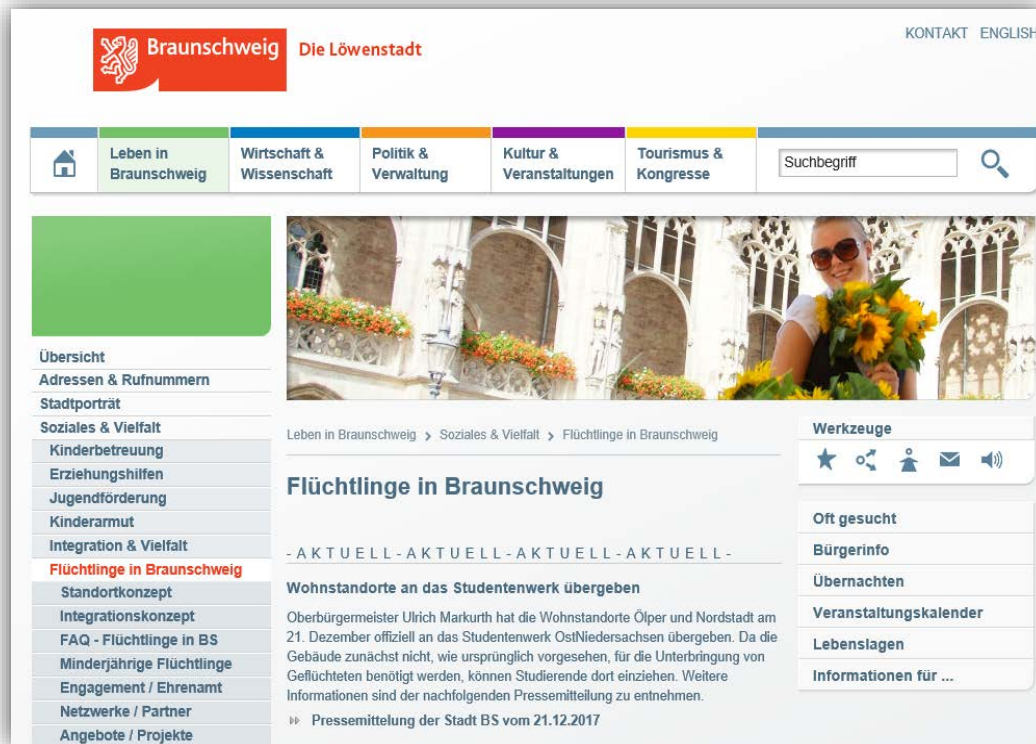 Braunschweig Die Löwenstadt
KONTAKT ENGLISH
Leben in
Braunschweig
Wirtschaft &
Wissenschaft
Politik &
Verwaltung
Kultur &
Veranstaltungen
Tourismus &
Kongresse
Suchbegriff
Übersicht
Adressen & Rufnummern
Stadtporträt
Soziales & Vielfalt
Kinderbetreuung
Erziehungshilfen
Jugendförderung
Kinderarmut
Integration & Vielfalt
Flüchtlinge in Braunschweig
Standortkonzept
Integrationskonzept
FAQ - Flüchtlinge in BS
Minderjährige Flüchtlinge
Engagement / Ehrenamt
Netzwerke / Partner
Angebote / Projekte
Leben in Braunschweig > Soziales & Vielfalt > Flüchtlinge in Braunschweig
Flüchtlinge in Braunschweig
- A K T U E L L - A K T U E L L - A K T U E L L - A K T U E L L -
Wohnstandorte an das Studentenwerk übergeben
Oberbürgermeister Ulrich Markurth hat die Wohnstandorte Ölper und Nordstadt am
21. Dezember offiziell an das Studentenwerk OstNiedersachsen übergeben. Da die
Gebäude zunächst nicht, wie ursprünglich vorgesehen, für die Unterbringung von
Geflüchteten benötigt werden, können Studierende dort einziehen. Weitere
Informationen sind der nachfolgenden Pressemitteilung zu entnehmen.
Pressemittelung der Stadt BS vom 21.12.2017
Werkzeuge
Oft gesucht
Bürgerinfo
Übernachten
Veranstaltungskalender
Lebenslagen
Informationen für ...